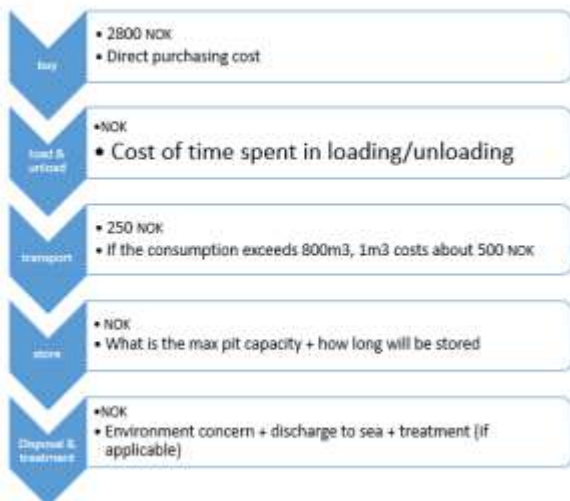 buy
• 2800 NOK
• Direct purchasing cost
load &
unload
•NOK
• Cost of time spent in loading/unloading
transport
• 250 NOK
• If the consumption exceeds 800m3, 1m3 costs about 500 NOK
store
• NOK
• What is the max pit capacity + how long will be stored
Disposal &
treatment
•NOK
• Environment concern + discharge to sea + treatment (if
applicable)